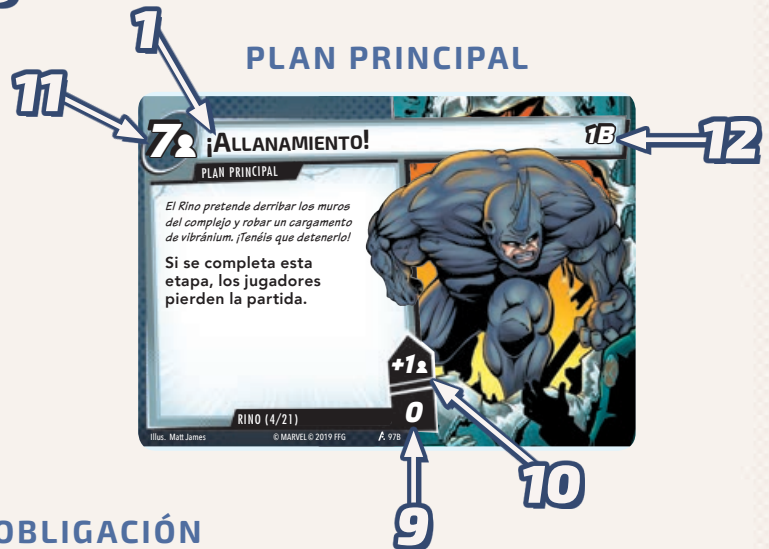 1
PLAN PRINCIPAL
11
7 ¡ALLANAMIENTO! 1B
12
PLAN PRINCIPAL
El Rino pretende derribar los muros
del complejo y robar un cargamento
de vibránium. ¡Tenéis que detenerlo!
Si se completa esta
etapa, los jugadores
pierden la partida.
+1
0
RINO (4/21)
Illus. Matt James © MARVEL © 2019 FFG 97B
10
9
OBLIGACIÓN